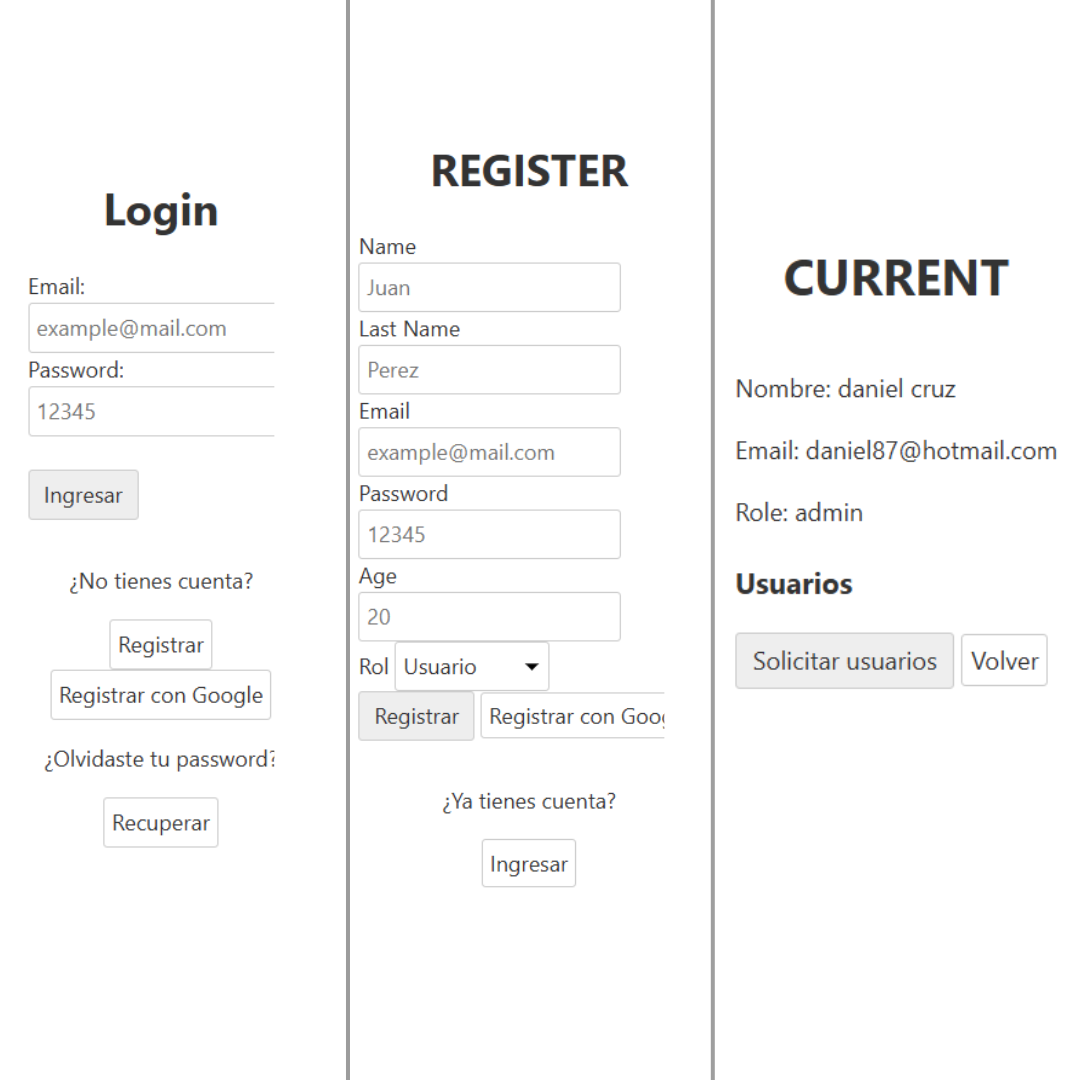 Login
Email:
example@mail.com
Password:
12345
Ingresar
¿No tienes cuenta?
Registrar
Registrar con Google
¿Olvidaste tu password?
Recuperar
REGISTER
Name
Juan
Last Name
Perez
Email
example@mail.com
Password
12345
Age
20
Rol Usuario
Registrar Registrar con Goog
¿Ya tienes cuenta?
Ingresar
CURRENT
Nombre: daniel cruz
Email: daniel87@hotmail.com
Role: admin
Usuarios
Solicitar usuarios Volver